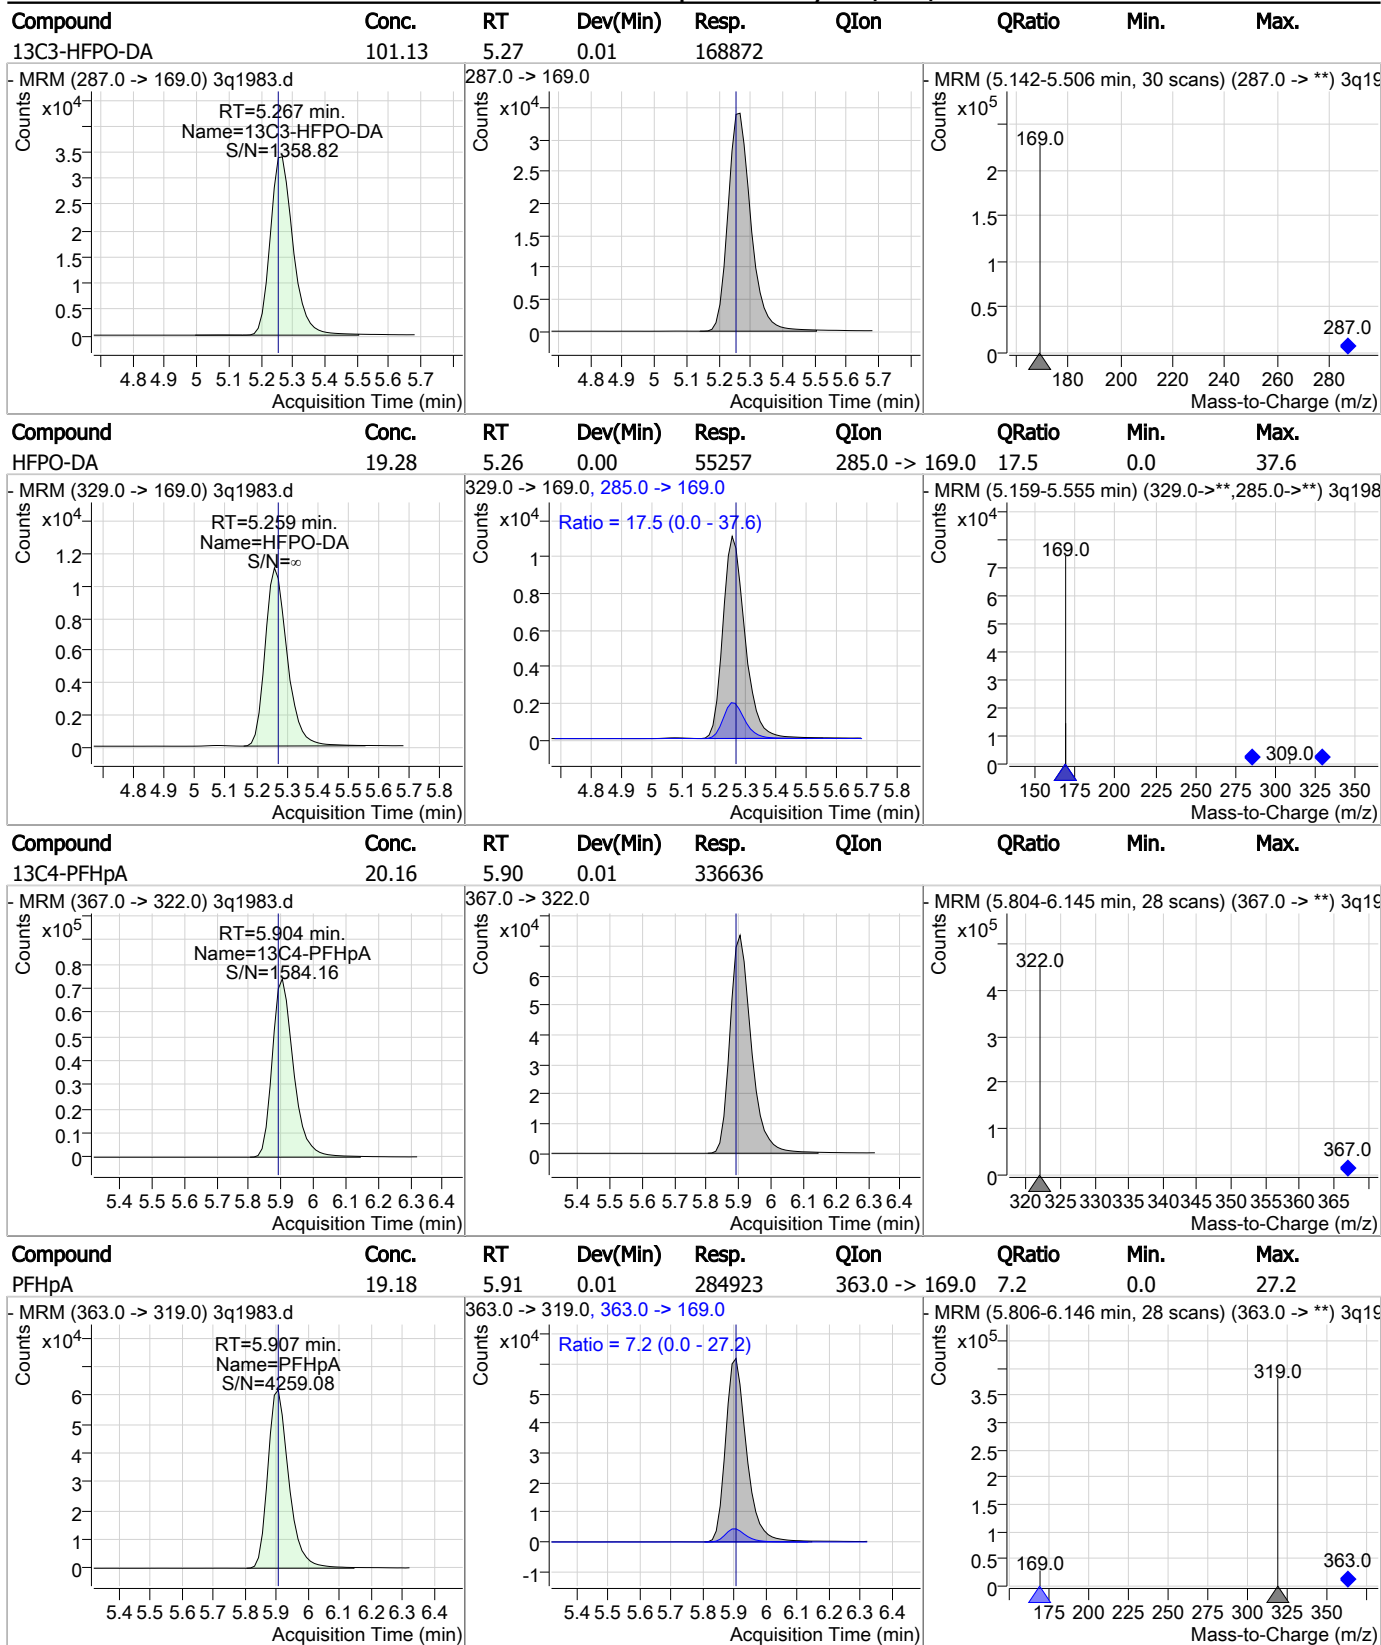 Compound Conc. RT Dev(Min) Resp. QIon QRatio Min. Max.
13C3-HFPO-DA 101.13 5.27 0.01 168872
- MRM (287.0 -> 169.0) 3q1983.d
Counts
x10⁴
RT=5.267 min.
Name=13C3-HFPO-DA
S/N=1358.82
3.5
3
2.5
2
1.5
1
0.5
0
4.8 4.9 5 5.1 5.2 5.3 5.4 5.5 5.6 5.7
Acquisition Time (min)
287.0 -> 169.0
Counts
x10⁴
3
2.5
2
1.5
1
0.5
0
4.8 4.9 5 5.1 5.2 5.3 5.4 5.5 5.6 5.7
Acquisition Time (min)
- MRM (5.142-5.506 min, 30 scans) (287.0 -> **) 3q19
Counts
x10⁵
169.0
2
1.5
1
0.5
287.0
0
180 200 220 240 260 280
Mass-to-Charge (m/z)
Compound Conc. RT Dev(Min) Resp. QIon QRatio Min. Max.
HFPO-DA 19.28 5.26 0.00 55257 285.0 -> 169.0 17.5 0.0 37.6
- MRM (329.0 -> 169.0) 3q1983.d
Counts
x10⁴
RT=5.259 min.
Name=HFPO-DA
S/N=∞
1.2
1
0.8
0.6
0.4
0.2
0
4.8 4.9 5 5.1 5.2 5.3 5.4 5.5 5.6 5.7 5.8
Acquisition Time (min)
329.0 -> 169.0, 285.0 -> 169.0
Counts
x10⁴
Ratio = 17.5 (0.0 - 37.6)
1
0.8
0.6
0.4
0.2
0
4.8 4.9 5 5.1 5.2 5.3 5.4 5.5 5.6 5.7 5.8
Acquisition Time (min)
- MRM (5.159-5.555 min) (329.0->**,285.0->**) 3q198
Counts
x10⁴
169.0
7
6
5
4
3
2
1
309.0
0
150 175 200 225 250 275 300 325 350
Mass-to-Charge (m/z)
Compound Conc. RT Dev(Min) Resp. QIon QRatio Min. Max.
13C4-PFHpA 20.16 5.90 0.01 336636
- MRM (367.0 -> 322.0) 3q1983.d
Counts
x10⁵
RT=5.904 min.
Name=13C4-PFHpA
S/N=1584.16
0.8
0.7
0.6
0.5
0.4
0.3
0.2
0.1
0
5.4 5.5 5.6 5.7 5.8 5.9 6 6.1 6.2 6.3 6.4
Acquisition Time (min)
367.0 -> 322.0
Counts
x10⁴
6
5
4
3
2
1
0
5.4 5.5 5.6 5.7 5.8 5.9 6 6.1 6.2 6.3 6.4
Acquisition Time (min)
- MRM (5.804-6.145 min, 28 scans) (367.0 -> **) 3q19
Counts
x10⁵
322.0
4
3
2
1
367.0
0
320 325 330 335 340 345 350 355 360 365
Mass-to-Charge (m/z)
Compound Conc. RT Dev(Min) Resp. QIon QRatio Min. Max.
PFHpA 19.18 5.91 0.01 284923 363.0 -> 169.0 7.2 0.0 27.2
- MRM (363.0 -> 319.0) 3q1983.d
Counts
x10⁴
RT=5.907 min.
Name=PFHpA
S/N=4259.08
6
5
4
3
2
1
0
5.4 5.5 5.6 5.7 5.8 5.9 6 6.1 6.2 6.3 6.4
Acquisition Time (min)
363.0 -> 319.0, 363.0 -> 169.0
Counts
x10⁴
Ratio = 7.2 (0.0 - 27.2)
5
4
3
2
1
0
-1
5.4 5.5 5.6 5.7 5.8 5.9 6 6.1 6.2 6.3 6.4
Acquisition Time (min)
- MRM (5.806-6.146 min, 28 scans) (363.0 -> **) 3q19
Counts
x10⁵
319.0
3.5
3
2.5
2
1.5
1
0.5
169.0
363.0
0
175 200 225 250 275 300 325 350
Mass-to-Charge (m/z)